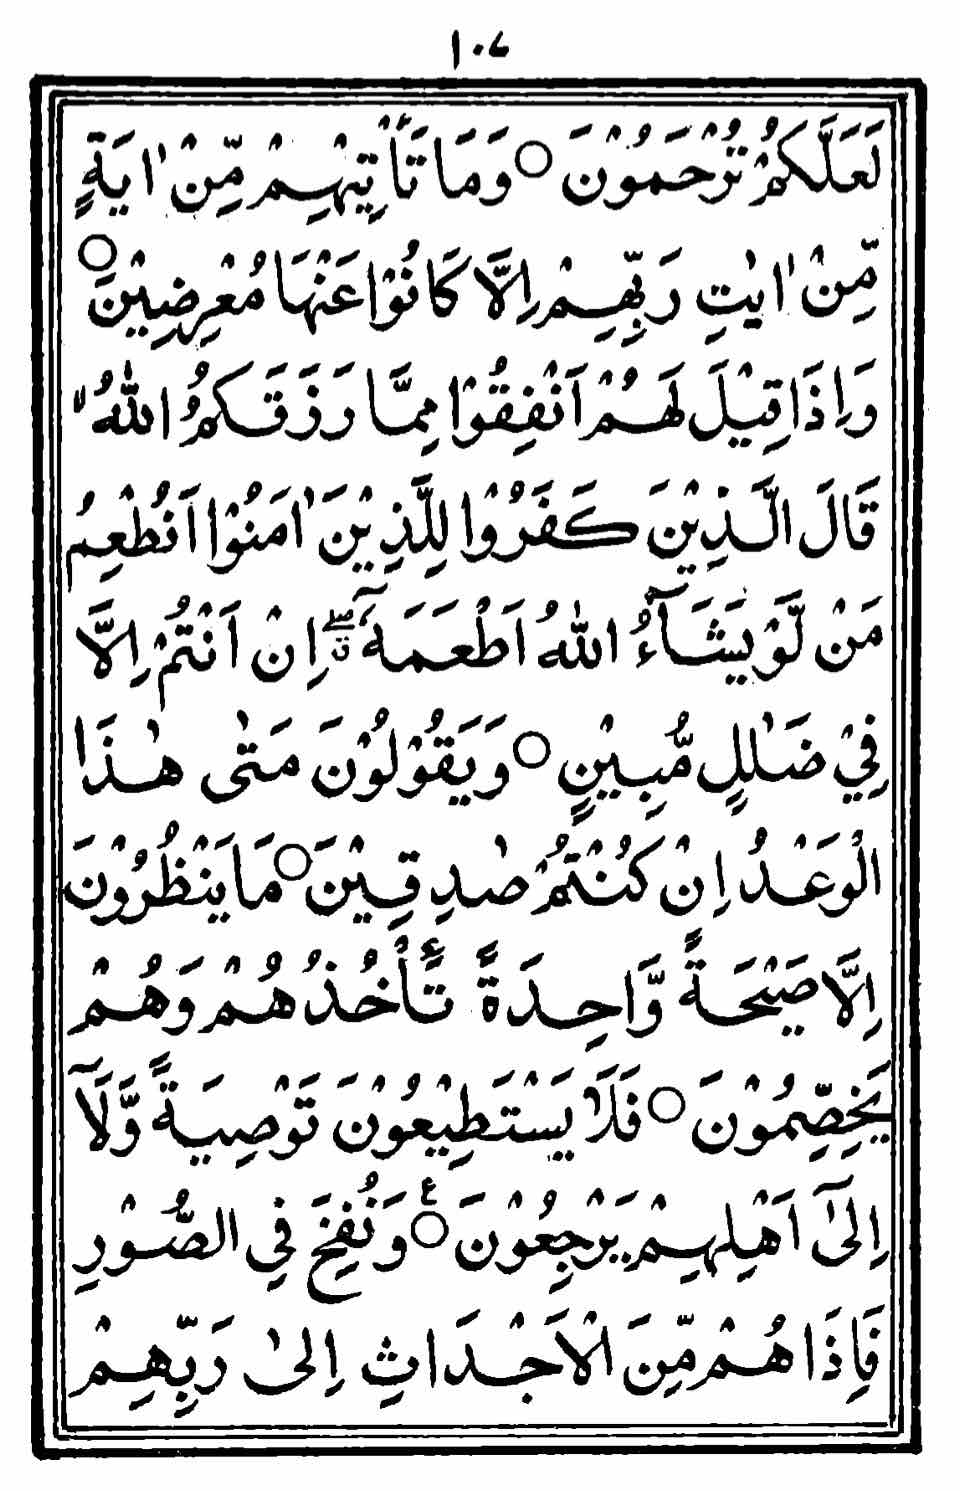 ١٠٧
لَعَلَّكُمْ تُرْحَمُوْنَ ○ وَمَا تَاْتِيْهِمْ مِّنْ اٰيَةٍ
مِّنْ اٰيٰتِ رَبِّهِمْ اِلَّا كَانُوْا عَنْهَا مُعْرِضِيْنَ ○
وَاِذَا قِيْلَ لَهُمْ اَنْفِقُوْا مِمَّا رَزَقَكُمُ اللّٰهُ ۙ
قَالَ الَّذِيْنَ كَفَرُوْا لِلَّذِيْنَ اٰمَنُوْا اَنُطْعِمُ
مَنْ لَّوْ يَشَآءُ اللّٰهُ اَطْعَمَهٗٓ ۖق اِنْ اَنْتُمْ اِلَّا
فِيْ ضَلٰلٍ مُّبِيْنٍ ○ وَيَقُوْلُوْنَ مَتٰى هٰذَا
الْوَعْدُ اِنْ كُنْتُمْ صٰدِقِيْنَ ○ مَا يَنْظُرُوْنَ
اِلَّا صَيْحَةً وَّاحِدَةً تَاْخُذُهُمْ وَهُمْ
يَخِصِّمُوْنَ ○ فَلَا يَسْتَطِيْعُوْنَ تَوْصِيَةً وَّلَآ
اِلٰٓى اَهْلِهِمْ يَرْجِعُوْنَ ○ ع وَنُفِخَ فِي الصُّوْرِ
فَاِذَا هُمْ مِّنَ الْاَجْدَاثِ اِلٰى رَبِّهِمْ